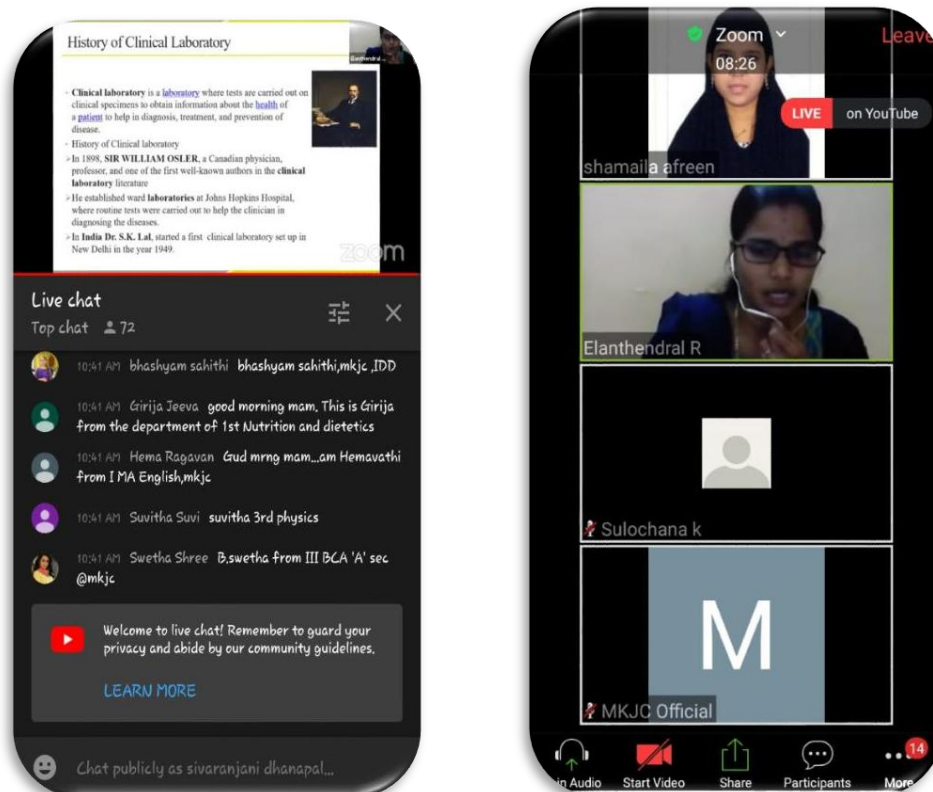 History of Clinical Laboratory
Elanthendral ...
· Clinical laboratory is a laboratory where tests are carried out on
clinical specimens to obtain information about the health of
a patient to help in diagnosis, treatment, and prevention of
disease.
· History of Clinical laboratory
➢In 1898, SIR WILLIAM OSLER, a Canadian physician,
professor, and one of the first well-known authors in the clinical
laboratory literature
➢He established ward laboratories at Johns Hopkins Hospital,
where routine tests were carried out to help the clinician in
diagnosing the diseases.
➢In India Dr. S.K. Lal, started a first clinical laboratory set up in
New Delhi in the year 1949.
zoom
Live chat
Top chat 72
10:41 AM bhashyam sahithi bhashyam sahithi,mkjc ,IDD
10:41 AM Girija Jeeva good morning mam, This is Girija
from the department of 1st Nutrition and dietetics
10:41 AM Hema Ragavan Gud mrng mam...am Hemavathi
from I MA English,mkjc
10:41 AM Suvitha Suvi suvitha 3rd physics
10:41 AM Swetha Shree B.swetha from III BCA 'A' sec
@mkjc
Welcome to live chat! Remember to guard your
privacy and abide by our community guidelines.
LEARN MORE
Chat publicly as sivaranjani dhanapal...
Zoom
Leave
08:26
LIVE on YouTube
shamaila afreen
Elanthendral R
Sulochana k
M
MKJC Official
14
in Audio Start Video Share Participants More